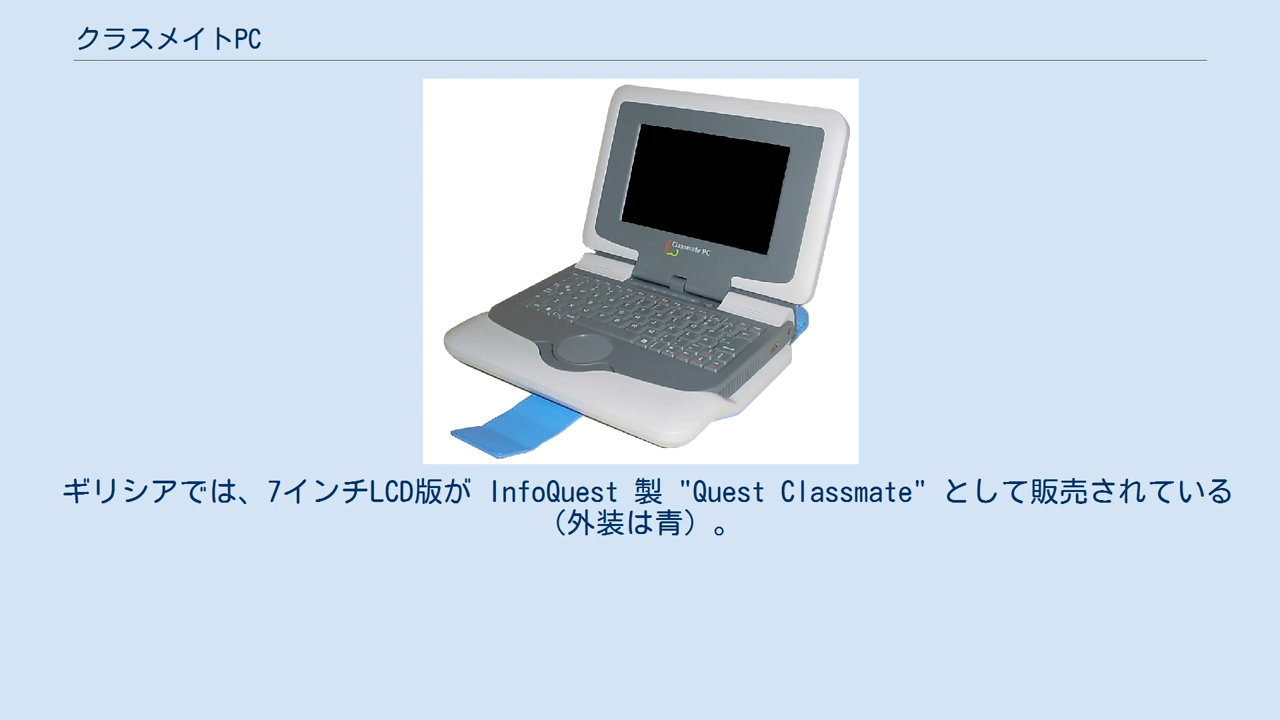 クラスメイトPC
Classmate PC
ギリシアでは、7インチLCD版が InfoQuest 製 "Quest Classmate" として販売されている
（外装は青）。